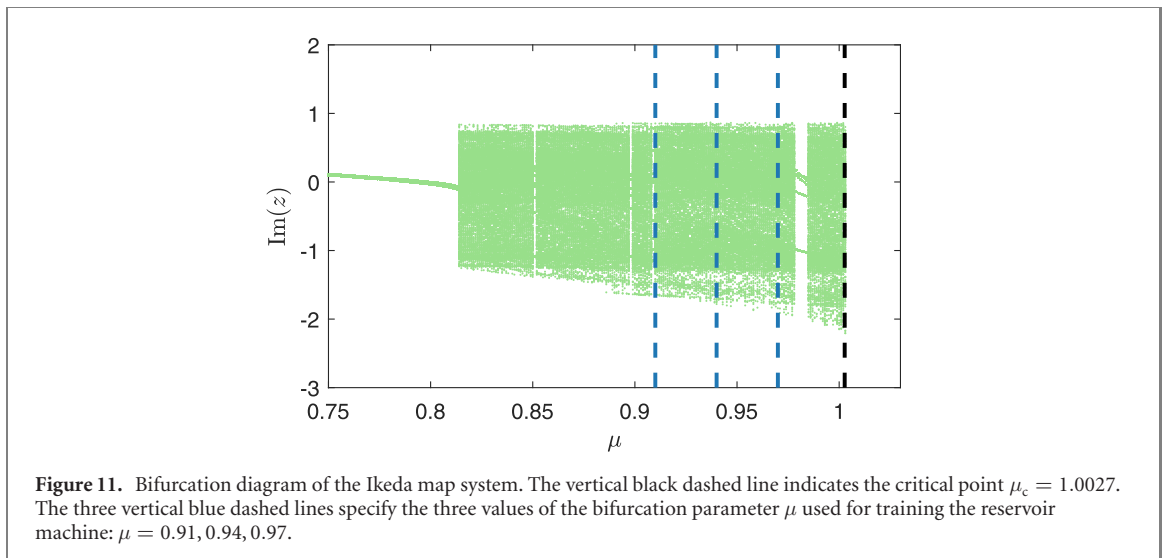 2
1
0
-1
-2
-3
Im(z)
0.75 0.8 0.85 0.9 0.95 1
μ
Figure 11. Bifurcation diagram of the Ikeda map system. The vertical black dashed line indicates the critical point μc = 1.0027.
The three vertical blue dashed lines specify the three values of the bifurcation parameter μ used for training the reservoir
machine: μ = 0.91, 0.94, 0.97.